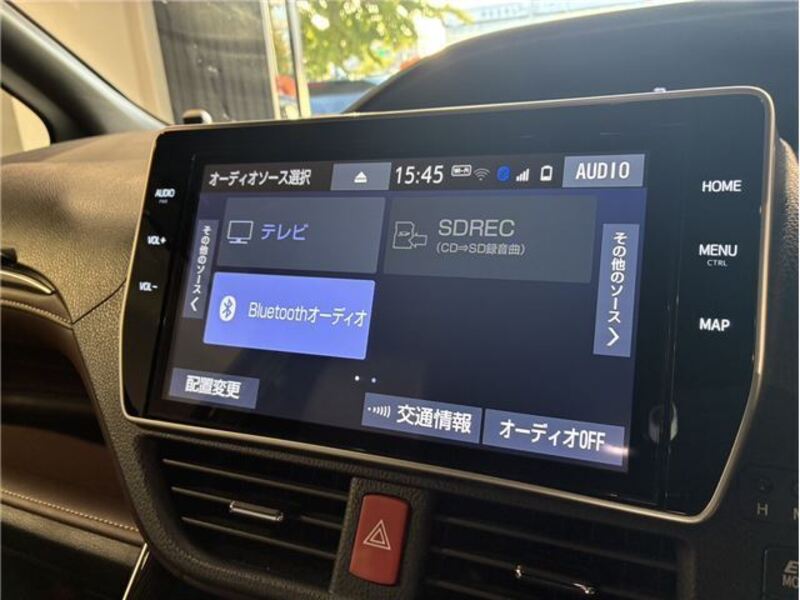 オーディオソース選択
15:45
Wi-Fi
AUDIO
AUDIO
VOL+
VOL-
その他のソース
テレビ
SDREC
(CD⇒SD録音曲)
Bluetoothオーディオ
その他のソース
配置変更
交通情報
オーディオOFF
HOME
MENU
CTRL
MAP
H